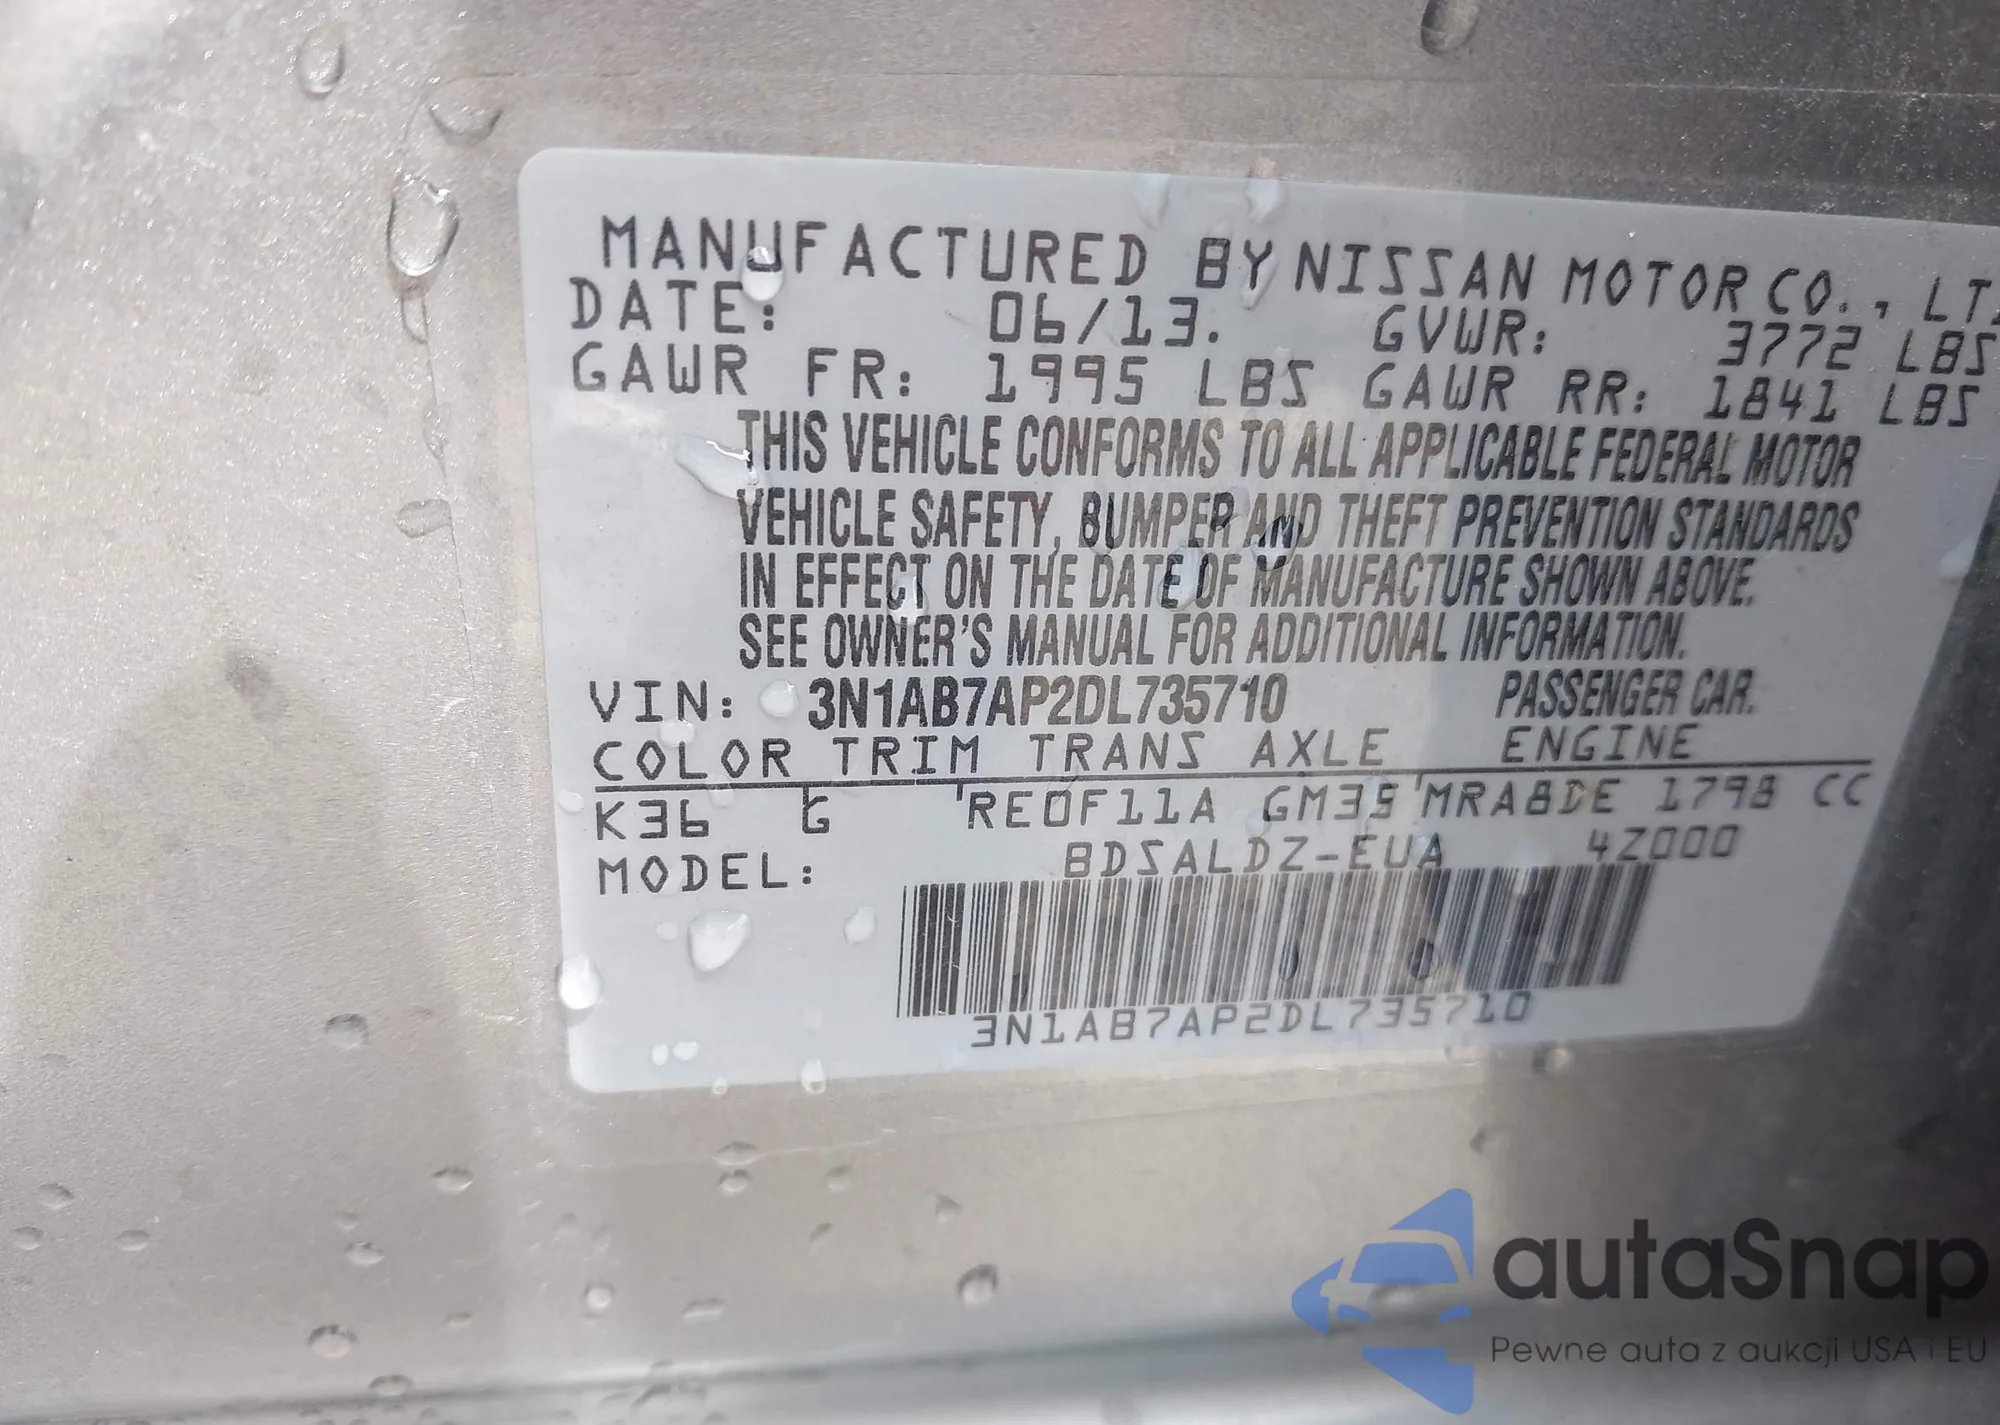 MANUFACTURED BY NISSAN MOTOR CO.,
DATE: 06/13. GVWR: 3772 LBS
GAWR FR: 1995 LBS GAWR RR: 1841 LBS
THIS VEHICLE CONFORMS TO ALL APPLICABLE FEDERAL MOTOR
VEHICLE SAFETY, BUMPER AND THEFT PREVENTION STANDARDS
IN EFFECT ON THE DATE OF MANUFACTURE SHOWN ABOVE.
SEE OWNER'S MANUAL FOR ADDITIONAL INFORMATION.
VIN: 3N1AB7AP2DL735710 PASSENGER CAR.
COLOR TRIM TRANS AXLE ENGINE
K36 G RE0F11A GM35 MRA8DE 1798 CC
MODEL: BDSALDZ-EUA 4Z000
3N1AB7AP2DL735710
autaSnap
Pewne auta z aukcji USA i EU